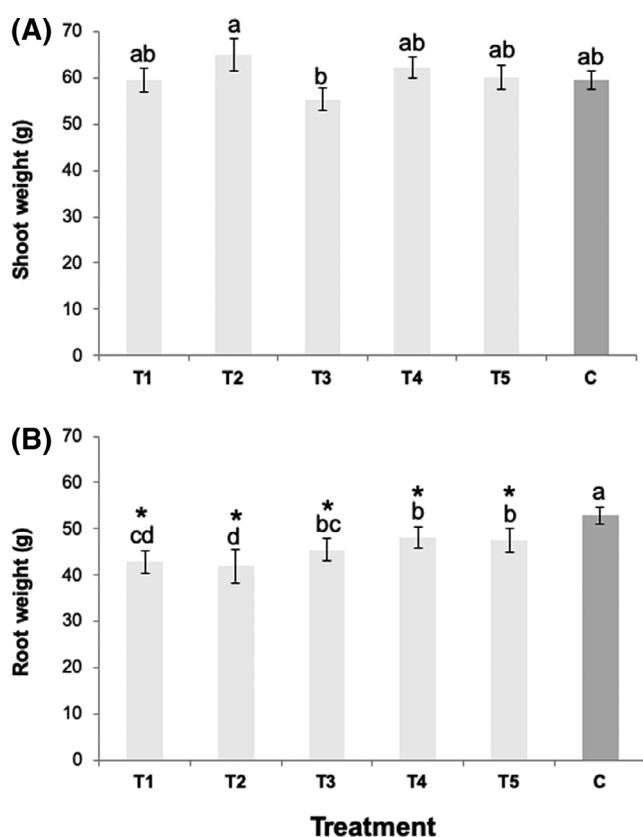 (A)
Shoot weight (g)
70
60
50
40
30
20
10
0
ab
a
b
ab
ab
ab
T1 T2 T3 T4 T5 C
(B)
Root weight (g)
70
60
50
40
30
20
10
0
* * * * *
cd d bc b b a
T1 T2 T3 T4 T5 C
Treatment